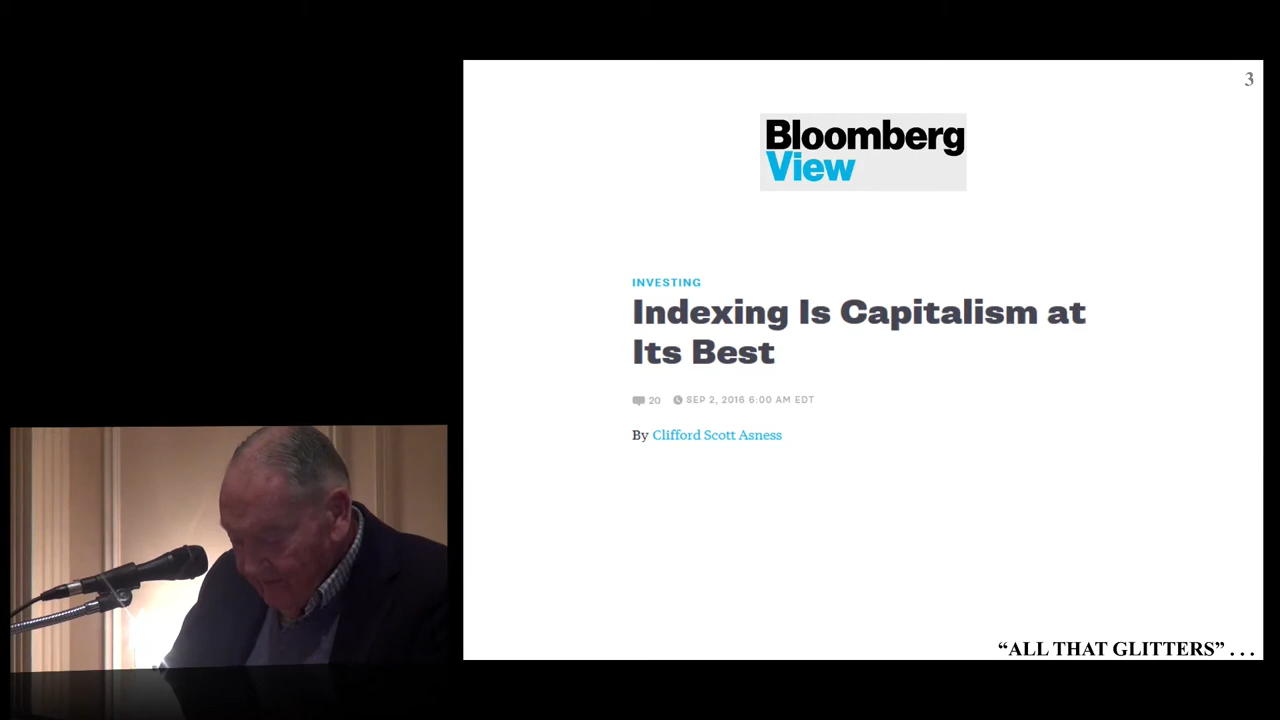 3
Bloomberg
View
INVESTING
Indexing Is Capitalism at
Its Best
20 SEP 2, 2016 6:00 AM EDT
By Clifford Scott Asness
“ALL THAT GLITTERS” . . .